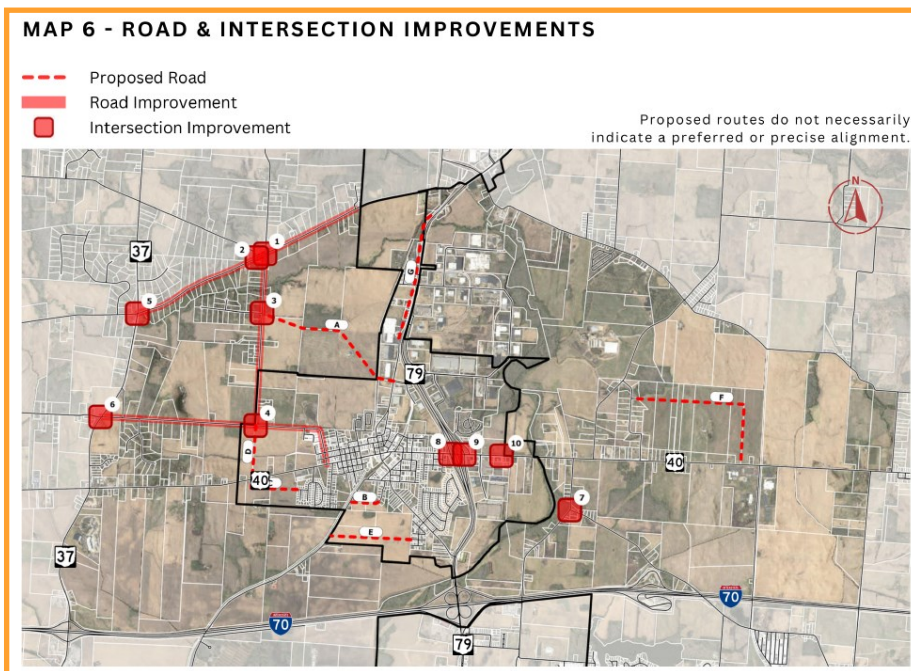 MAP 6 - ROAD & INTERSECTION IMPROVEMENTS
Proposed Road
Road Improvement
Intersection Improvement
Proposed routes do not necessarily
indicate a preferred or precise alignment.
N
1
2
37
G
5
3
A
79
F
6
4
8
9
10
D
40
40
B
7
E
37
70
70
79